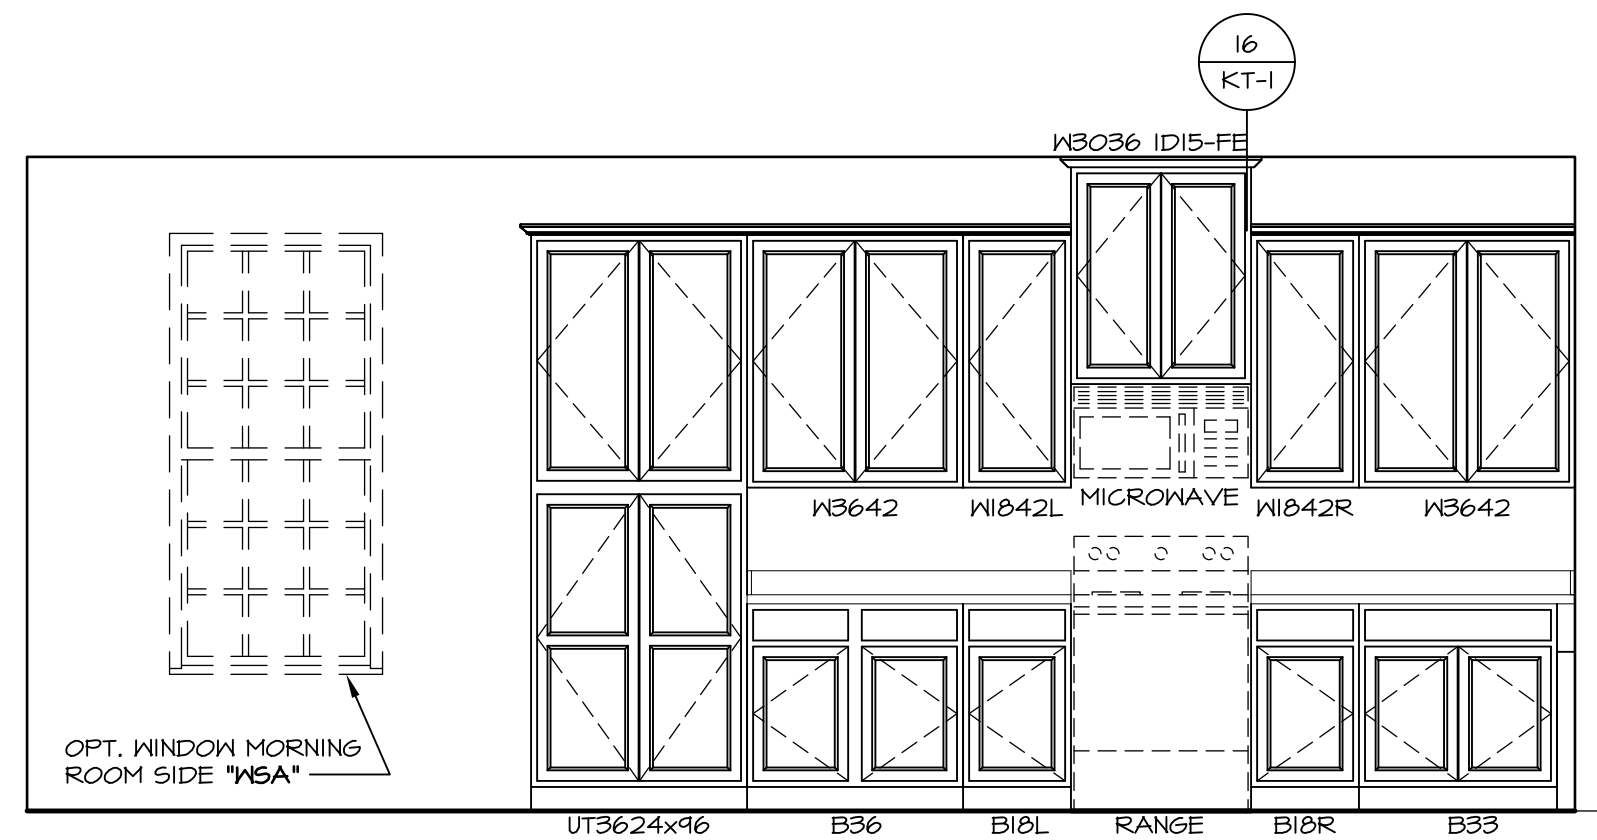 16
KT-1
W3036 1D15-FE
W3642
W1842L
MICROWAVE
W1842R
W3642
OPT. WINDOW MORNING
ROOM SIDE "WSA"
UT3624x96
B36
B18L
RANGE
B18R
B33